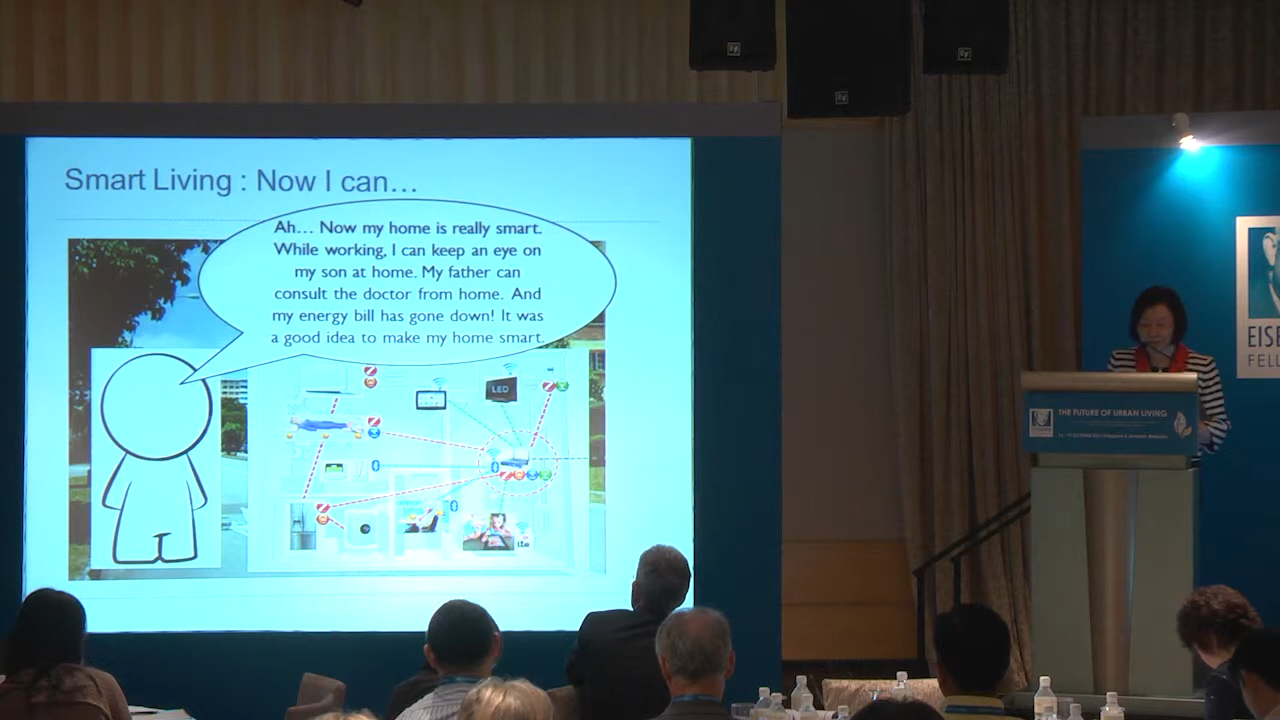 Smart Living : Now I can...
Ah... Now my home is really smart.
While working, I can keep an eye on
my son at home. My father can
consult the doctor from home. And
my energy bill has gone down! It was
a good idea to make my home smart.
LED
THE FUTURE OF URBAN LIVING
EISE
FELL